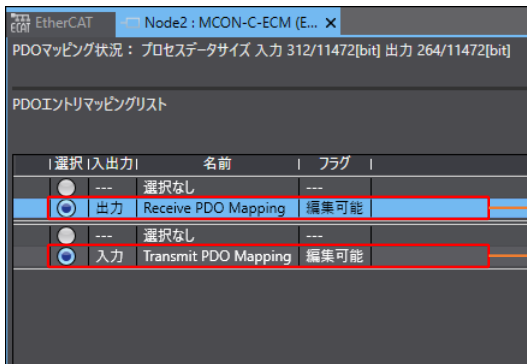 EtherCAT Node2 : MCON-C-ECM (E...
PDOマッピング状況： プロセスデータサイズ 入力 312/11472[bit] 出力 264/11472[bit]
PDOエントリマッピングリスト
選択 入出力 名前 フラグ
--- 選択なし ---
出力 Receive PDO Mapping 編集可能
--- 選択なし ---
入力 Transmit PDO Mapping 編集可能